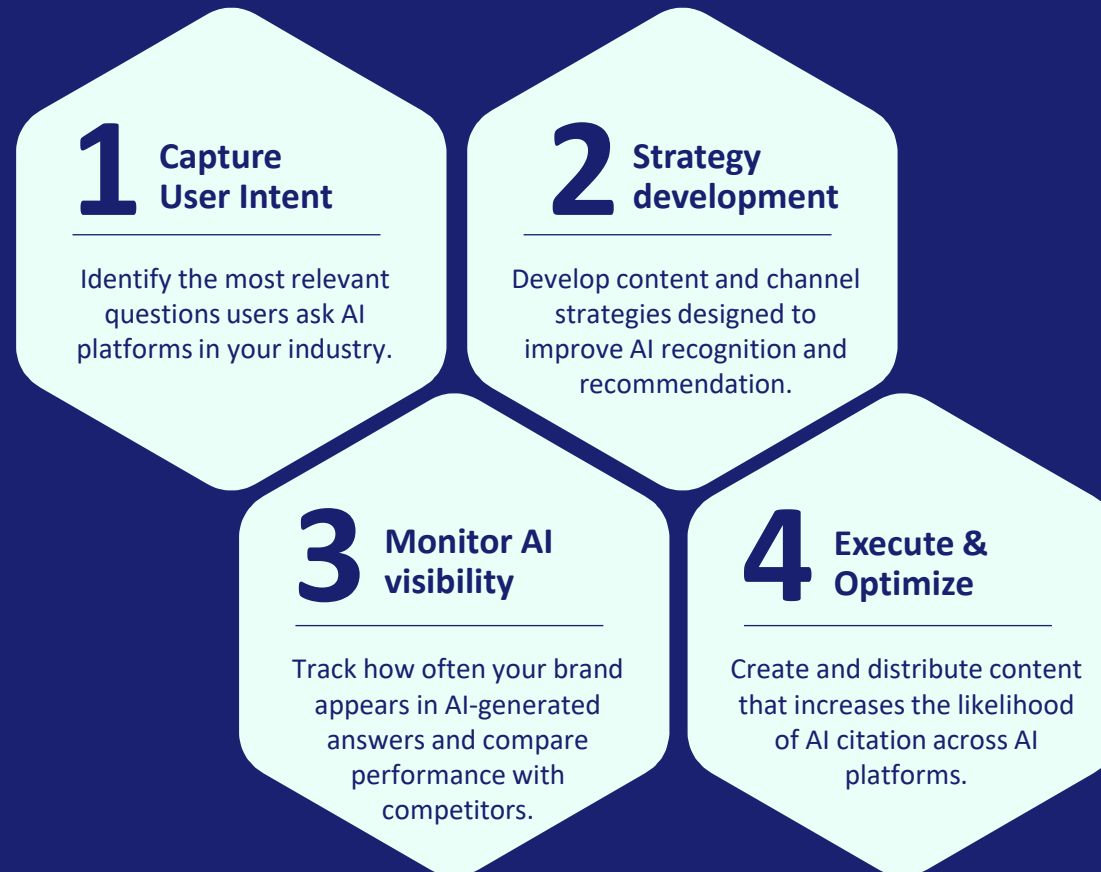 1
Capture
User Intent
Identify the most relevant
questions users ask AI
platforms in your industry.
2
Strategy
development
Develop content and channel
strategies designed to
improve AI recognition and
recommendation.
3
Monitor AI
visibility
Track how often your brand
appears in AI-generated
answers and compare
performance with
competitors.
4
Execute &
Optimize
Create and distribute content
that increases the likelihood
of AI citation across AI
platforms.